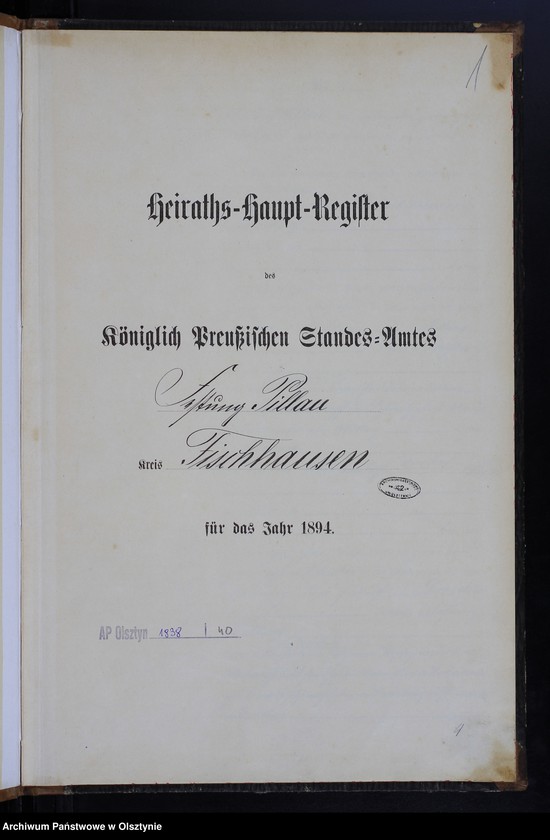 1
Heiraths-Haupt-Register
des
Königlich Preußischen Standes-Amtes
Festung Pillau
Kreis Fischhausen
für das Jahr 1894.
AP Olsztyn 1838 / 40
Archiwum Państwowe w Olsztynie